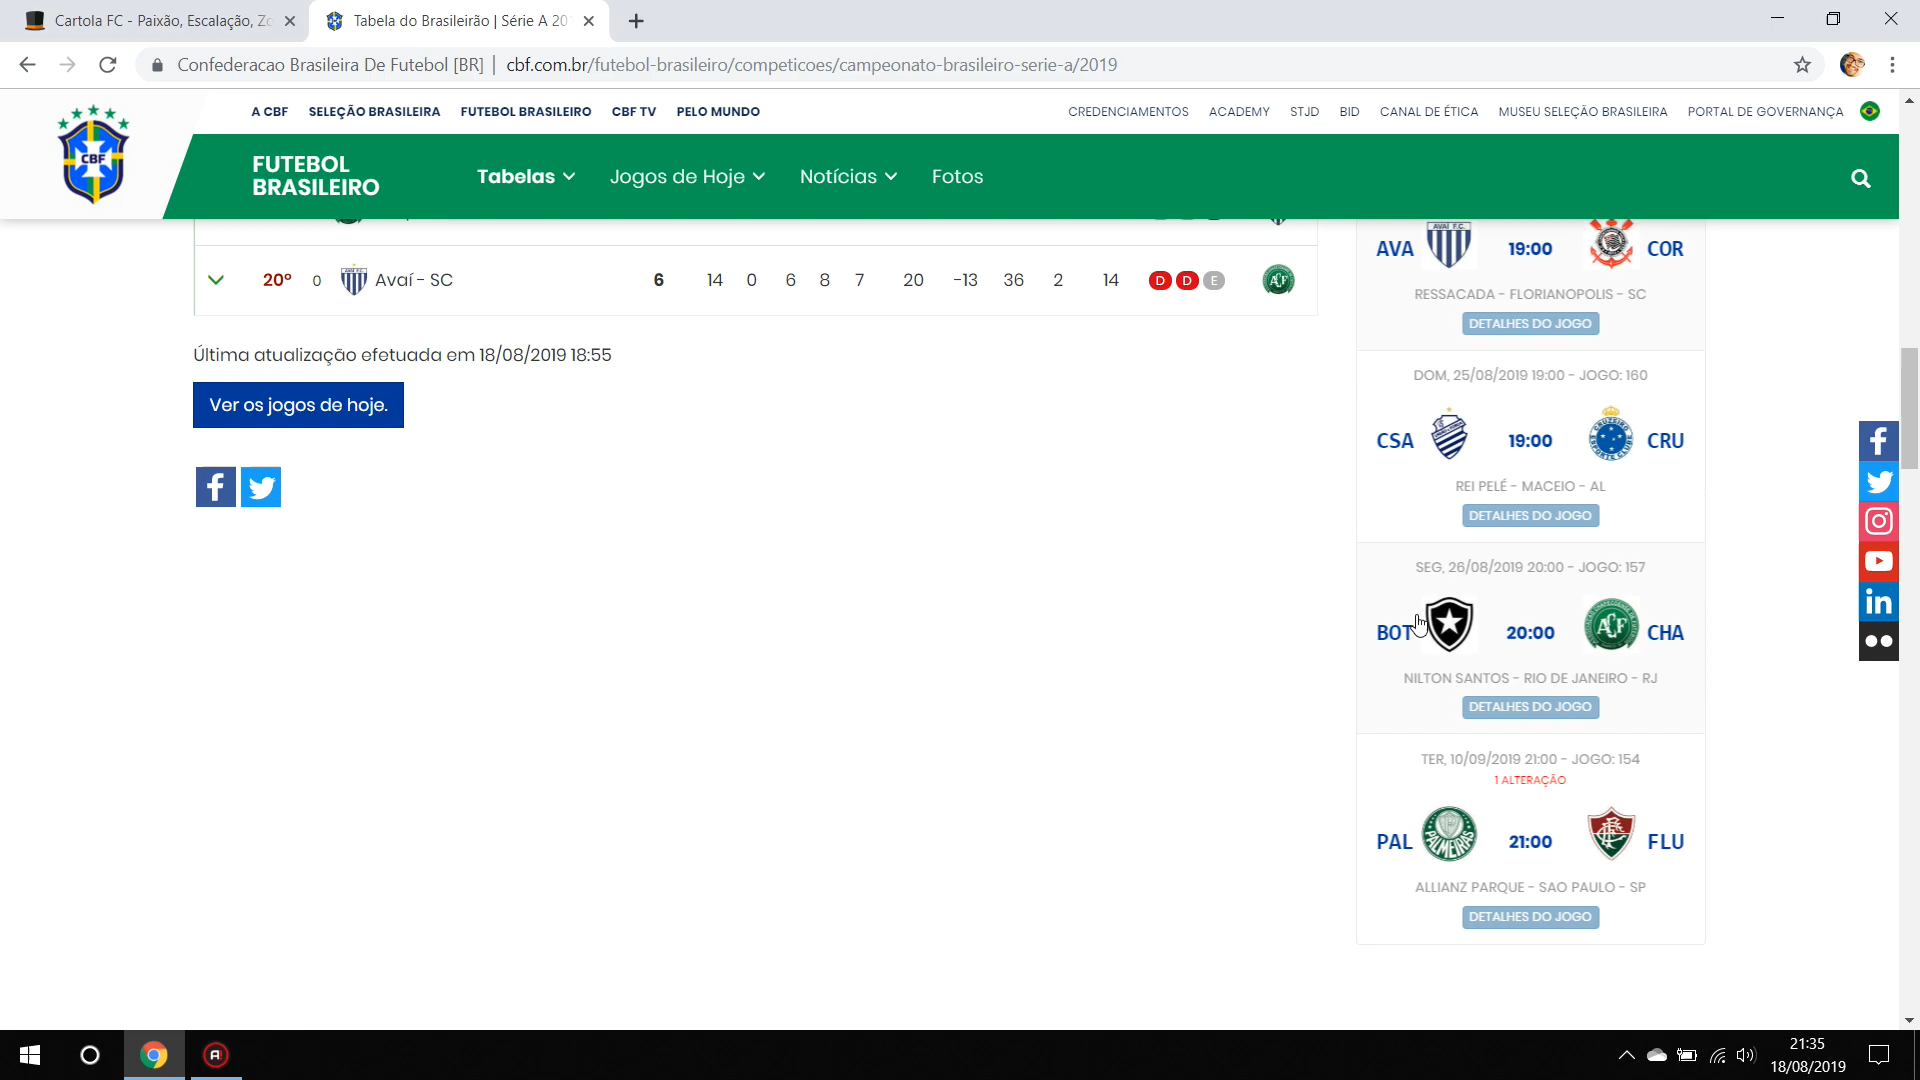 Cartola FC - Paixão, Escalação, Zo
Tabela do Brasileirão | Série A 20
Confederacao Brasileira De Futebol [BR] | cbf.com.br/futebol-brasileiro/competicoes/campeonato-brasileiro-serie-a/2019
A CBF SELEÇÃO BRASILEIRA FUTEBOL BRASILEIRO CBF TV PELO MUNDO CREDENCIAMENTOS ACADEMY STJD BID CANAL DE ÉTICA MUSEU SELEÇÃO BRASILEIRA PORTAL DE GOVERNANÇA
CBF
FUTEBOL
BRASILEIRO
Tabelas Jogos de Hoje Notícias Fotos
20º 0 Avaí - SC 6 14 0 6 8 7 20 -13 36 2 14 D D E
Última atualização efetuada em 18/08/2019 18:55
Ver os jogos de hoje.
AVA 19:00 COR
RESSACADA - FLORIANOPOLIS - SC
DETALHES DO JOGO
DOM, 25/08/2019 19:00 - JOGO: 160
CSA 19:00 CRU
REI PELÉ - MACEIO - AL
DETALHES DO JOGO
SEG, 26/08/2019 20:00 - JOGO: 157
BOT 20:00 CHA
NILTON SANTOS - RIO DE JANEIRO - RJ
DETALHES DO JOGO
TER, 10/09/2019 21:00 - JOGO: 154
1 ALTERAÇÃO
PAL 21:00 FLU
ALLIANZ PARQUE - SAO PAULO - SP
DETALHES DO JOGO
21:35
18/08/2019